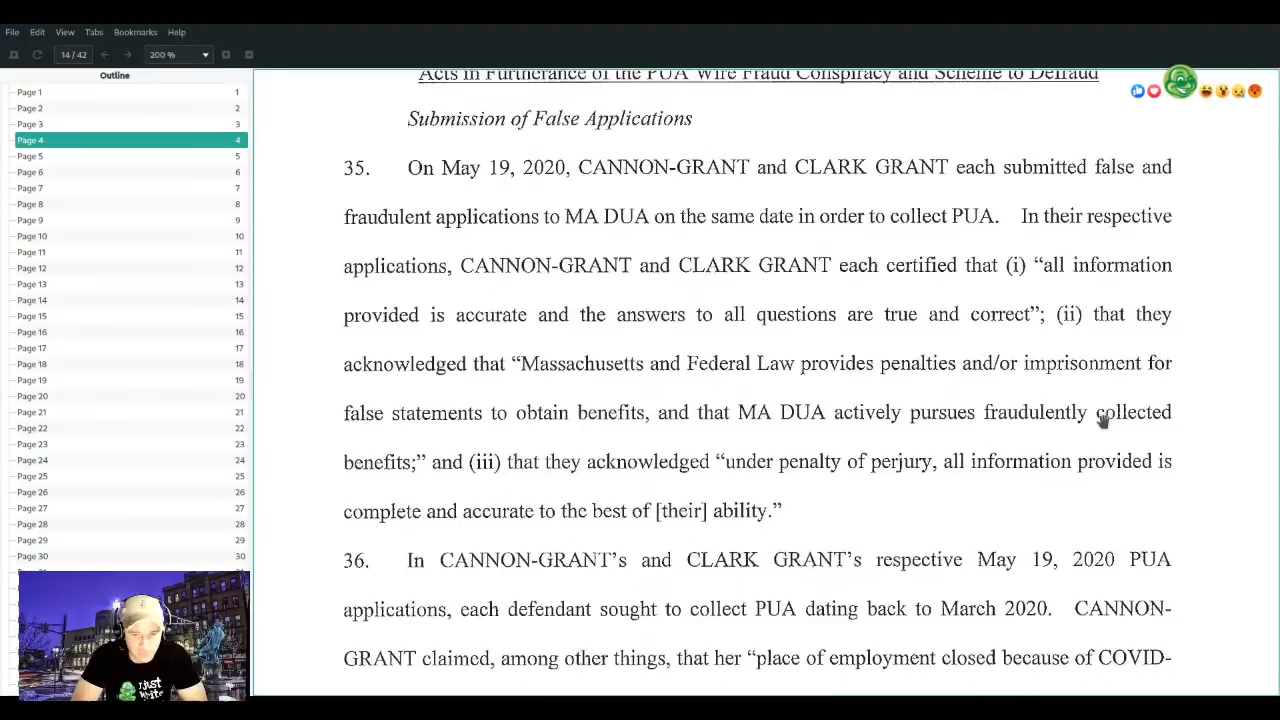 File Edit View Tabs Bookmarks Help
14 / 42 200 %
Outline
Page 1 1
Page 2 2
Page 3 3
Page 4 4
Page 5 5
Page 6 6
Page 7 7
Page 8 8
Page 9 9
Page 10 10
Page 11 11
Page 12 12
Page 13 13
Page 14 14
Page 15 15
Page 16 16
Page 17 17
Page 18 18
Page 19 19
Page 20 20
Page 21 21
Page 22 22
Page 23 23
Page 24 24
Page 25 25
Page 26 26
Page 27 27
Page 28 28
Page 29 29
Page 30 30
Acts in Furtherance of the PUA Wire Fraud Conspiracy and Scheme to Defraud
Submission of False Applications
35. On May 19, 2020, CANNON-GRANT and CLARK GRANT each submitted false and
fraudulent applications to MA DUA on the same date in order to collect PUA. In their respective
applications, CANNON-GRANT and CLARK GRANT each certified that (i) “all information
provided is accurate and the answers to all questions are true and correct”; (ii) that they
acknowledged that “Massachusetts and Federal Law provides penalties and/or imprisonment for
false statements to obtain benefits, and that MA DUA actively pursues fraudulently collected
benefits;” and (iii) that they acknowledged “under penalty of perjury, all information provided is
complete and accurate to the best of [their] ability.”
36. In CANNON-GRANT’s and CLARK GRANT’s respective May 19, 2020 PUA
applications, each defendant sought to collect PUA dating back to March 2020. CANNON-
GRANT claimed, among other things, that her “place of employment closed because of COVID-
I just